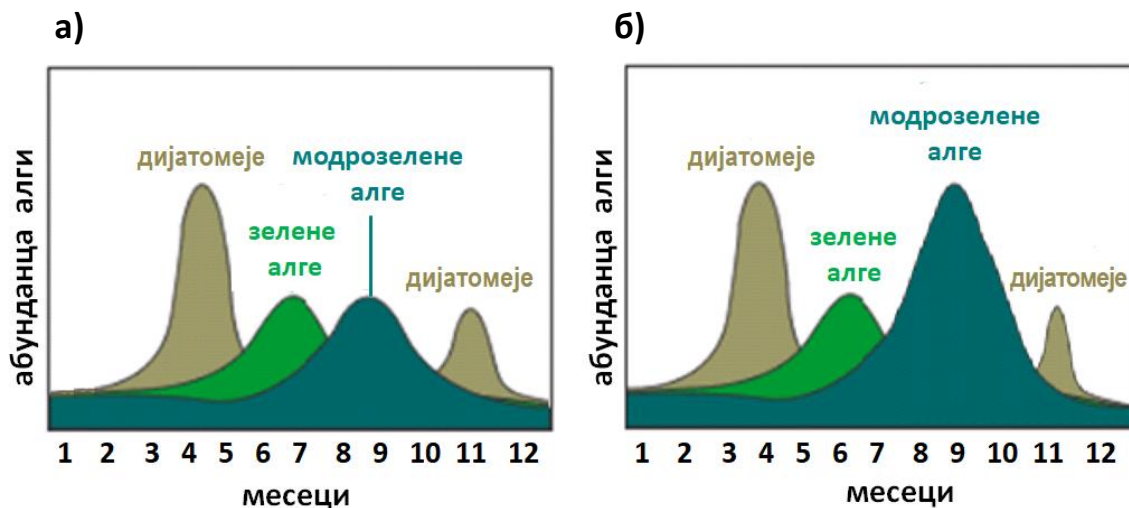 а)
дијатомеје
модрозелене
алге
зелене
алге
дијатомеје
абунданца алги
1 2 3 4 5 6 7 8 9 10 11 12
месеци
б)
модрозелене
алге
дијатомеје
зелене
алге
дијатомеје
абунданца алги
1 2 3 4 5 6 7 8 9 10 11 12
месеци